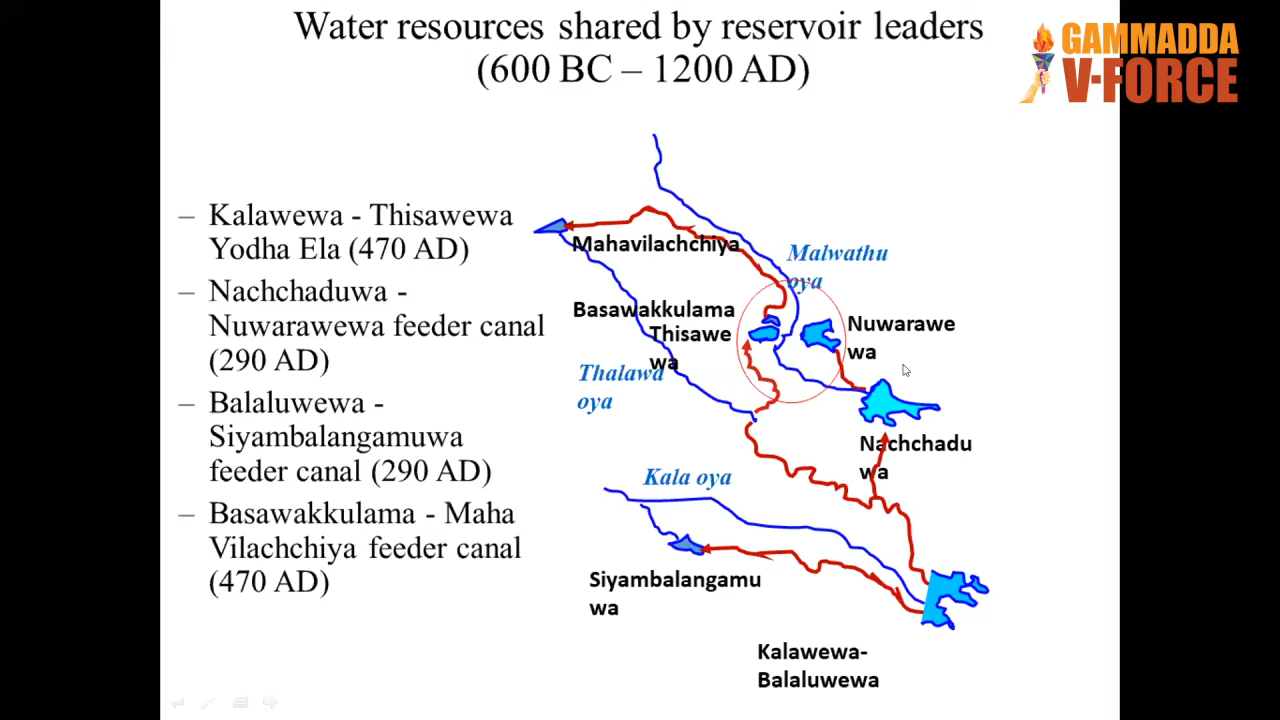 Water resources shared by reservoir leaders
(600 BC – 1200 AD)
GAMMADDA
V-FORCE
– Kalawewa - Thisawewa
Yodha Ela (470 AD)
– Nachchaduwa -
Nuwarawewa feeder canal
(290 AD)
– Balaluwewa -
Siyambalangamuwa
feeder canal (290 AD)
– Basawakkulama - Maha
Vilachchiya feeder canal
(470 AD)
Mahavilachchiya
Malwathu
oya
Basawakkulama
Thisawe
wa
Nuwarawe
wa
Thalawa
oya
Nachchadu
wa
Kala oya
Siyambalangamu
wa
Kalawewa-
Balaluwewa